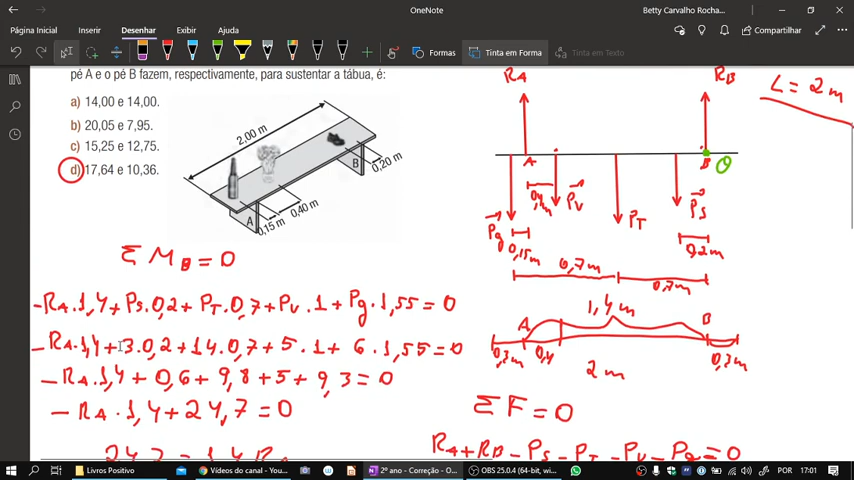 OneNote
Betty Carvalho Rocha...
Página Inicial
Inserir
Desenhar
Exibir
Ajuda
Compartilhar
Formas
Tinta em Forma
Tinta em Texto
pé A e o pé B fazem, respectivamente, para sustentar a tábua, é:
a) 14,00 e 14,00.
b) 20,05 e 7,95.
c) 15,25 e 12,75.
d) 17,64 e 10,36.
2,00 m
B
0,20 m
A
0,15 m
0,40 m
RA
RB
L = 2 m
A
B
O
0,4m
PV
PS
PT
Pg
0,15m
0,2m
0,7m
0,7m
1,4 m
A
B
0,3m
0,4
0,3m
2m
Σ MB = 0
-RA.1,4 + PS.0,2 + PT.0,7 + PV.1 + Pg.1,55 = 0
-RA.1,4 + 3.0,2 + 14.0,7 + 5.1 + 6.1,55 = 0
-RA.1,4 + 0,6 + 9,8 + 5 + 9,3 = 0
-RA.1,4 + 24,7 = 0
Σ F = 0
RA + RB - PS - PT - PV - Pg = 0
Livros Positivo
Vídeos do canal - You...
2º ano - Correção - O...
OBS 25.0.4 (64-bit, wi...
POR
17:01